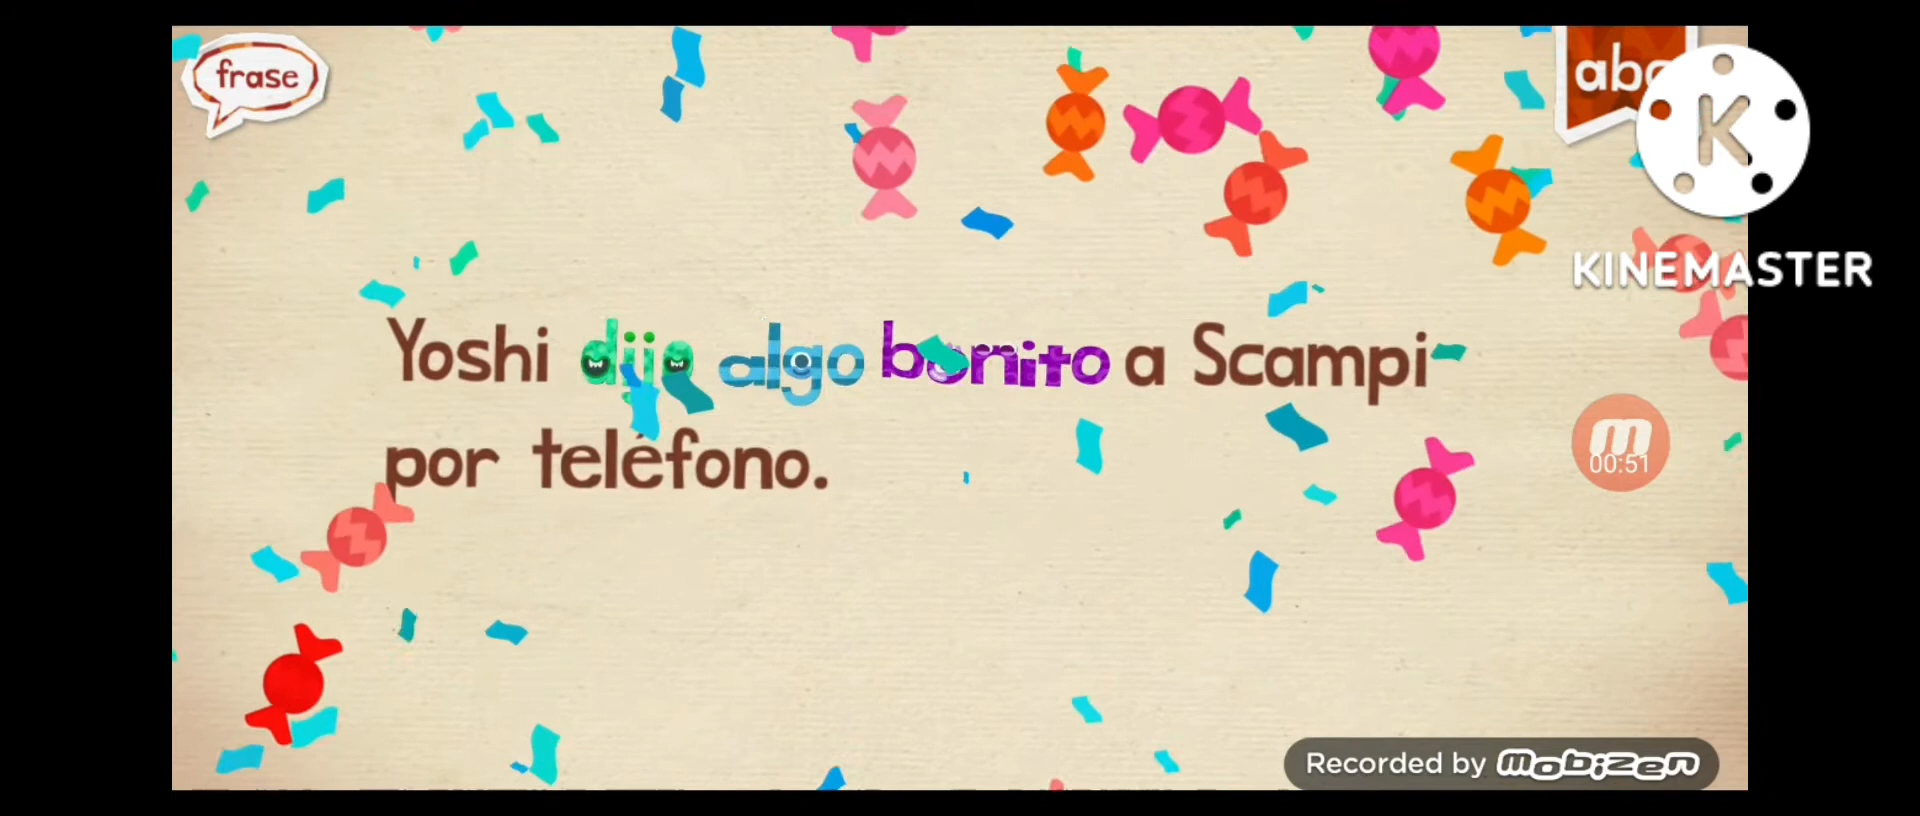 frase
abc
K
KINEMASTER
Yoshi dijo algo bonito a Scampi
por teléfono.
m
00:51
Recorded by mobizen